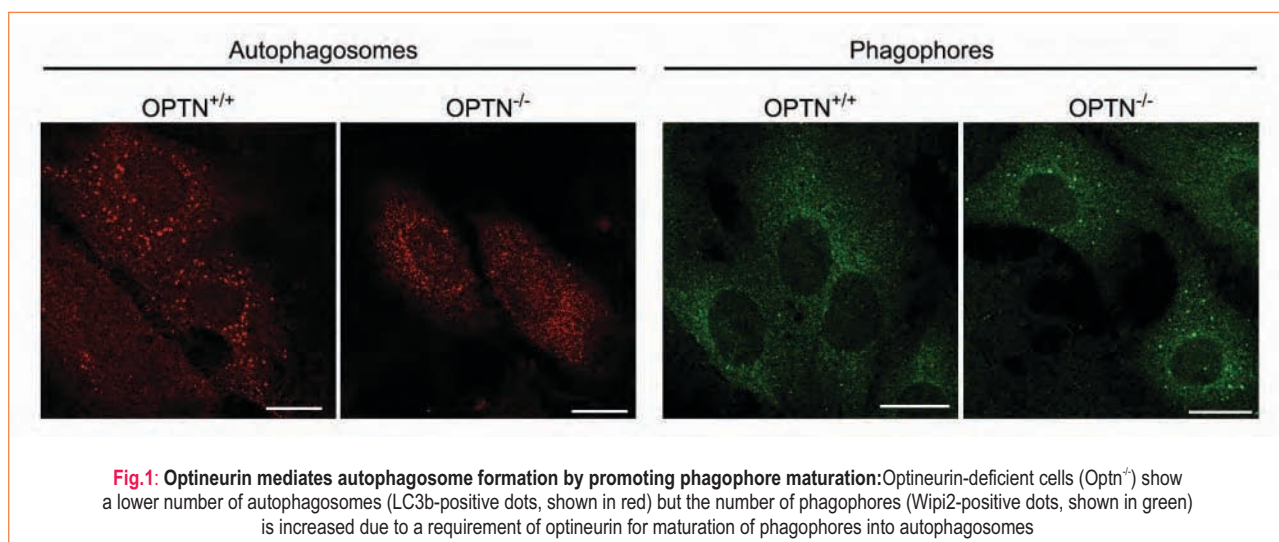 Autophagosomes Phagophores
OPTN+/+ OPTN-/- OPTN+/+ OPTN-/-
Fig.1: Optineurin mediates autophagosome formation by promoting phagophore maturation:Optineurin-deficient cells (Optn-/-) show
a lower number of autophagosomes (LC3b-positive dots, shown in red) but the number of phagophores (Wipi2-positive dots, shown in green)
is increased due to a requirement of optineurin for maturation of phagophores into autophagosomes